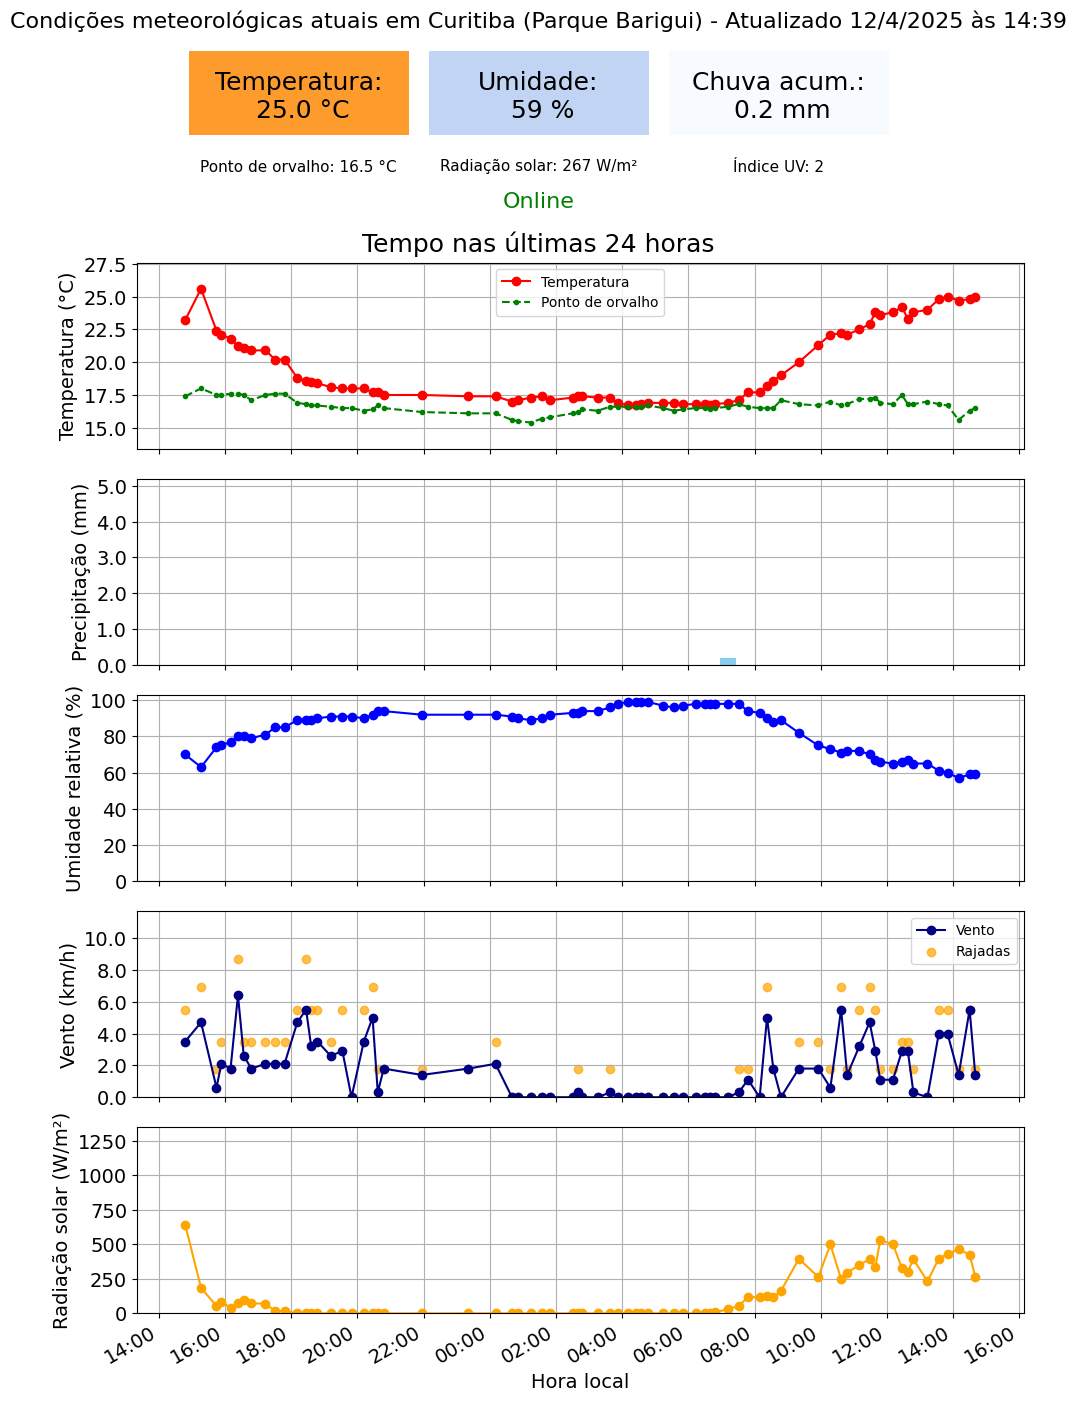 Condições meteorológicas atuais em Curitiba (Parque Barigui) - Atualizado 12/4/2025 às 14:39
Temperatura:
25.0 °C
Umidade:
59 %
Chuva acum.:
0.2 mm
Ponto de orvalho: 16.5 °C
Radiação solar: 267 W/m²
Índice UV: 2
Online
Tempo nas últimas 24 horas
Temperatura (°C)
27.5
25.0
22.5
20.0
17.5
15.0
Temperatura
Ponto de orvalho
Precipitação (mm)
5.0
4.0
3.0
2.0
1.0
0.0
Umidade relativa (%)
100
80
60
40
20
0
Vento (km/h)
10.0
8.0
6.0
4.0
2.0
0.0
Vento
Rajadas
Radiação solar (W/m²)
1250
1000
750
500
250
0
14:00
16:00
18:00
20:00
22:00
00:00
02:00
04:00
06:00
08:00
10:00
12:00
14:00
16:00
Hora local